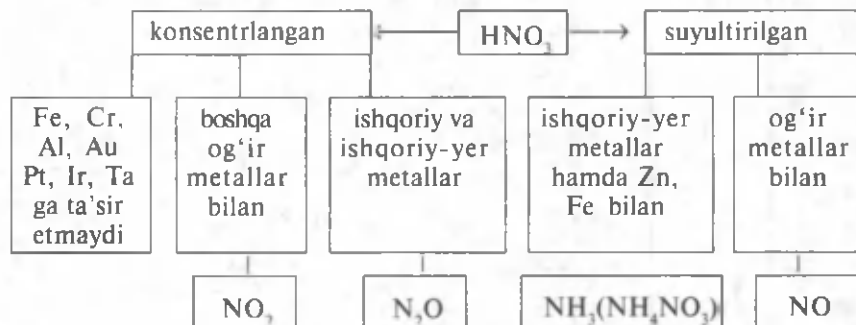 konsentrlangan
HNO₃
suyultirilgan
Fe, Cr,
Al, Au
Pt, Ir, Ta
ga ta'sir
etmaydi
boshqa
og‘ir
metallar
bilan
ishqoriy va
ishqoriy-yer
metallar
ishqoriy-yer
metallar
hamda Zn,
Fe bilan
og‘ir
metallar
bilan
NO₂
N₂O
NH₃(NH₄NO₃)
NO